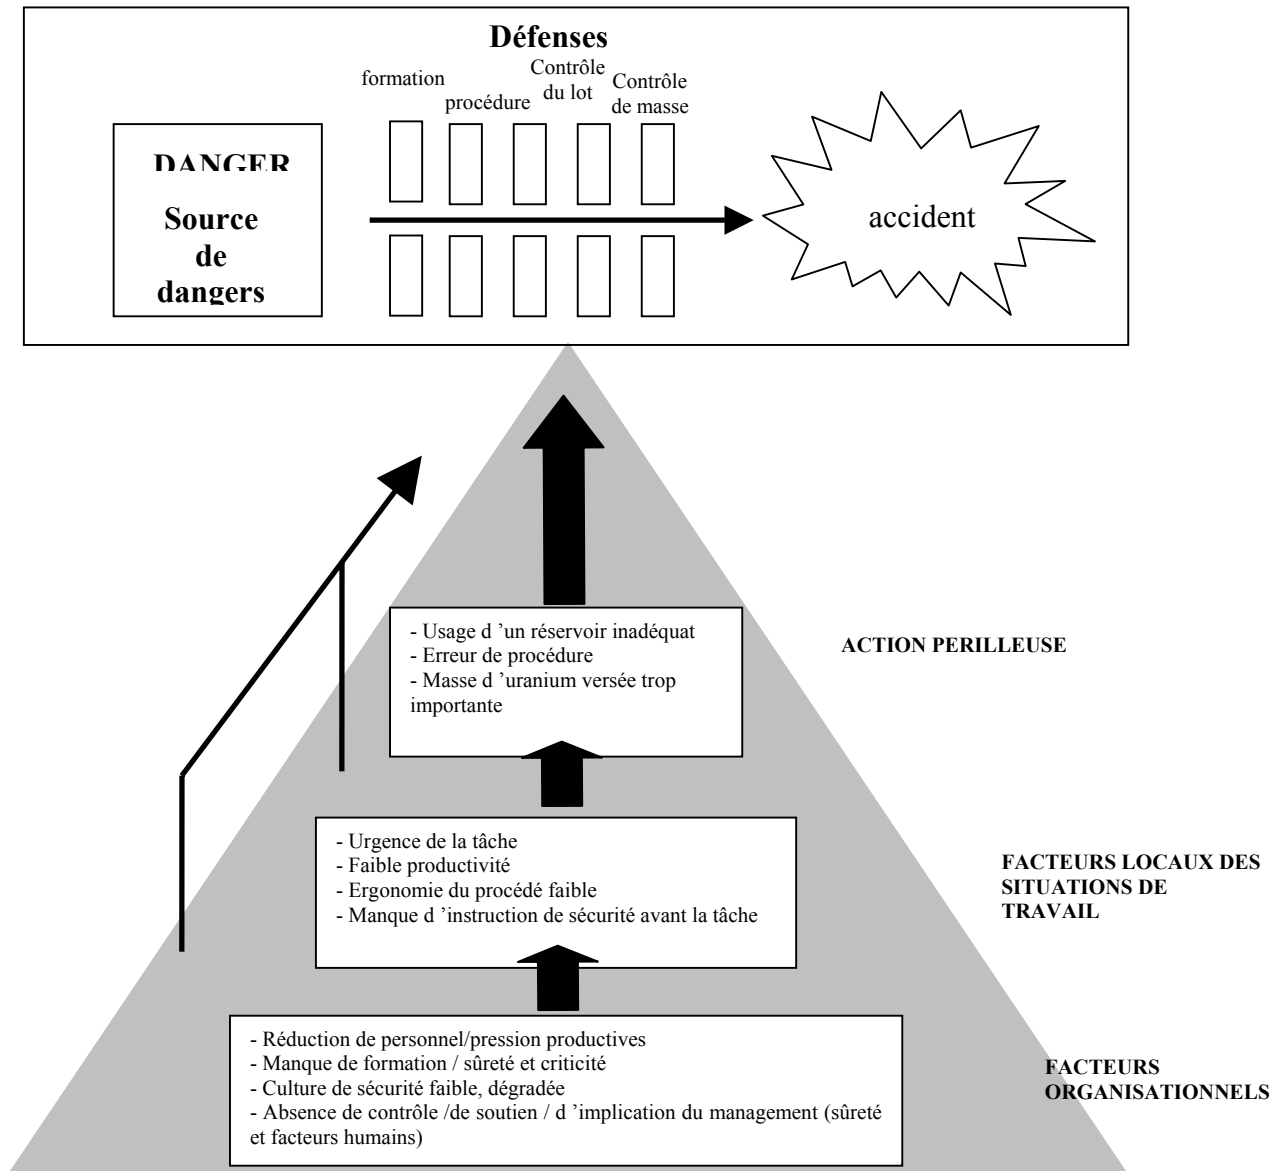 Défenses
formation
procédure
Contrôle
du lot
Contrôle
de masse
DANGER
Source
de
dangers
accident
- Usage d ’un réservoir inadéquat
- Erreur de procédure
- Masse d ’uranium versée trop
importante
ACTION PERILLEUSE
- Urgence de la tâche
- Faible productivité
- Ergonomie du procédé faible
- Manque d ’instruction de sécurité avant la tâche
FACTEURS LOCAUX DES
SITUATIONS DE
TRAVAIL
- Réduction de personnel/pression productives
- Manque de formation / sûreté et criticité
- Culture de sécurité faible, dégradée
- Absence de contrôle /de soutien / d ’implication du management (sûreté
et facteurs humains)
FACTEURS
ORGANISATIONNELS